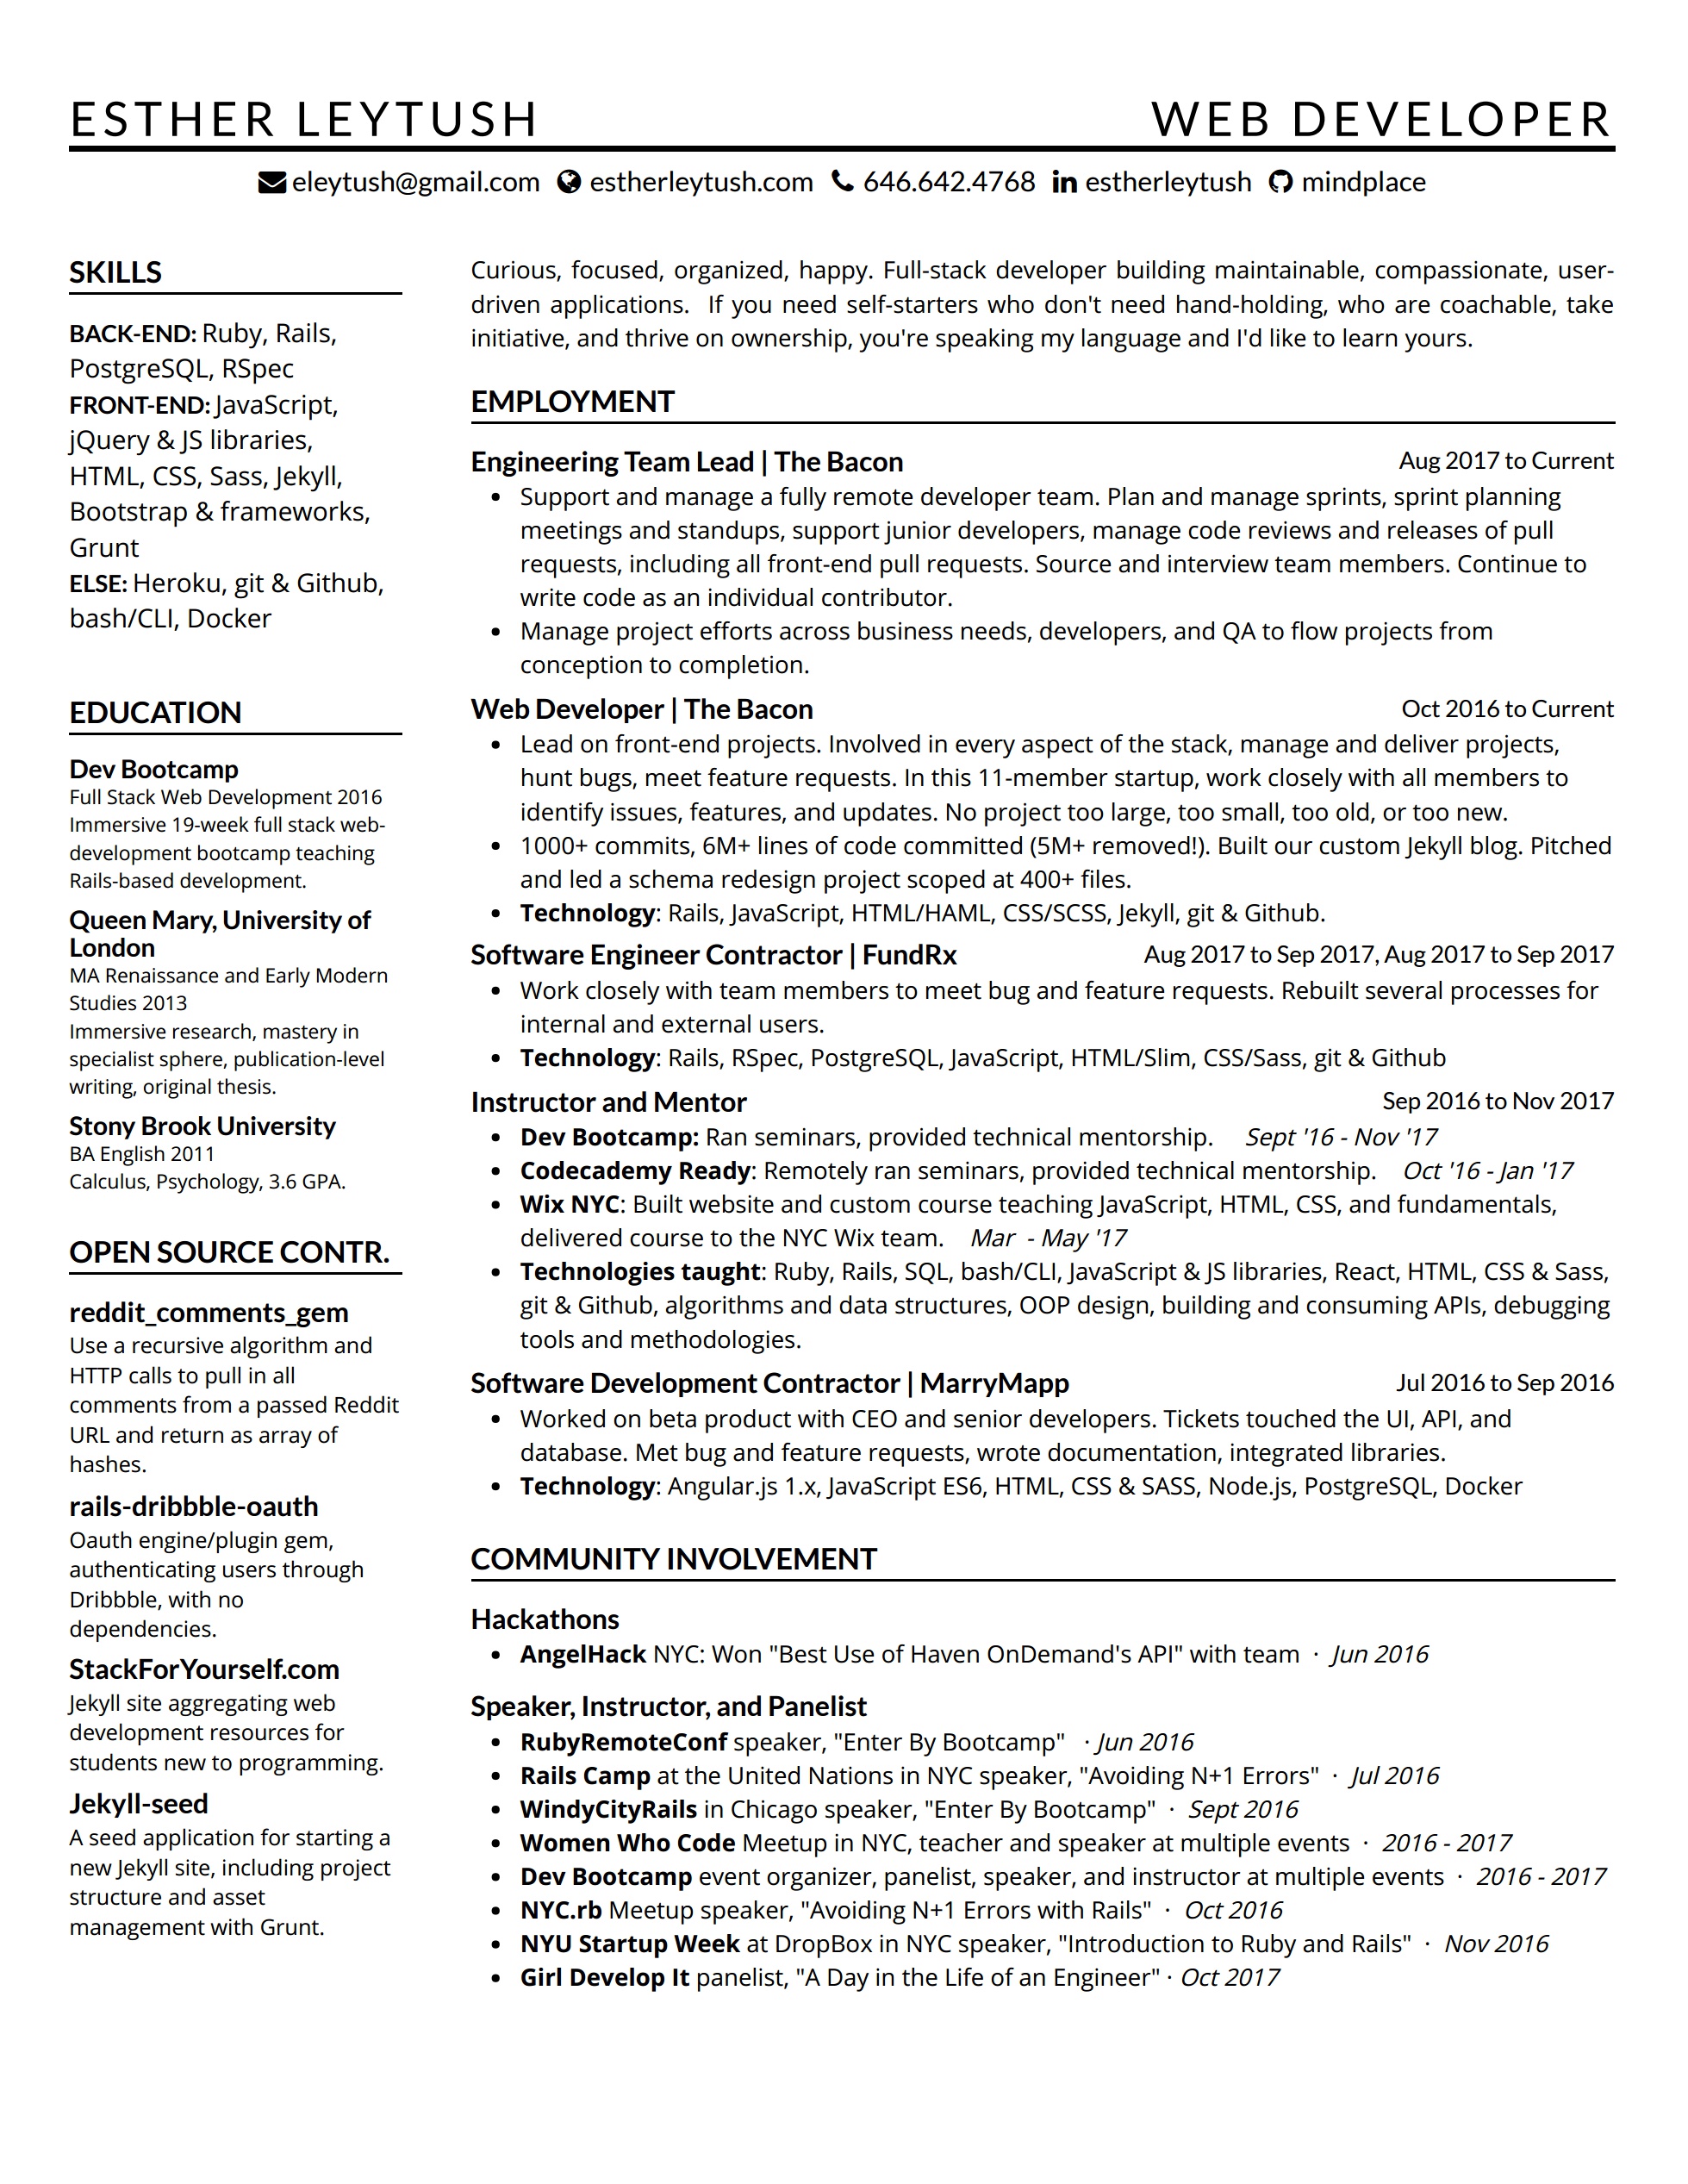 ESTHER LEYTUSH WEB DEVELOPER
eleytush@gmail.com estherleytush.com 646.642.4768 in estherleytush mindplace
SKILLS
BACK-END: Ruby, Rails,
PostgreSQL, RSpec
FRONT-END: JavaScript,
jQuery & JS libraries,
HTML, CSS, Sass, Jekyll,
Bootstrap & frameworks,
Grunt
ELSE: Heroku, git & Github,
bash/CLI, Docker
EDUCATION
Dev Bootcamp
Full Stack Web Development 2016
Immersive 19-week full stack web-
development bootcamp teaching
Rails-based development.
Queen Mary, University of
London
MA Renaissance and Early Modern
Studies 2013
Immersive research, mastery in
specialist sphere, publication-level
writing, original thesis.
Stony Brook University
BA English 2011
Calculus, Psychology, 3.6 GPA.
OPEN SOURCE CONTR.
reddit_comments_gem
Use a recursive algorithm and
HTTP calls to pull in all
comments from a passed Reddit
URL and return as array of
hashes.
rails-dribbble-oauth
Oauth engine/plugin gem,
authenticating users through
Dribbble, with no
dependencies.
StackForYourself.com
Jekyll site aggregating web
development resources for
students new to programming.
Jekyll-seed
A seed application for starting a
new Jekyll site, including project
structure and asset
management with Grunt.
Curious, focused, organized, happy. Full-stack developer building maintainable, compassionate, user-
driven applications. If you need self-starters who don't need hand-holding, who are coachable, take
initiative, and thrive on ownership, you're speaking my language and I'd like to learn yours.
EMPLOYMENT
Engineering Team Lead | The Bacon Aug 2017 to Current
• Support and manage a fully remote developer team. Plan and manage sprints, sprint planning
meetings and standups, support junior developers, manage code reviews and releases of pull
requests, including all front-end pull requests. Source and interview team members. Continue to
write code as an individual contributor.
• Manage project efforts across business needs, developers, and QA to flow projects from
conception to completion.
Web Developer | The Bacon Oct 2016 to Current
• Lead on front-end projects. Involved in every aspect of the stack, manage and deliver projects,
hunt bugs, meet feature requests. In this 11-member startup, work closely with all members to
identify issues, features, and updates. No project too large, too small, too old, or too new.
• 1000+ commits, 6M+ lines of code committed (5M+ removed!). Built our custom Jekyll blog. Pitched
and led a schema redesign project scoped at 400+ files.
• Technology: Rails, JavaScript, HTML/HAML, CSS/SCSS, Jekyll, git & Github.
Software Engineer Contractor | FundRx Aug 2017 to Sep 2017, Aug 2017 to Sep 2017
• Work closely with team members to meet bug and feature requests. Rebuilt several processes for
internal and external users.
• Technology: Rails, RSpec, PostgreSQL, JavaScript, HTML/Slim, CSS/Sass, git & Github
Instructor and Mentor Sep 2016 to Nov 2017
• Dev Bootcamp: Ran seminars, provided technical mentorship. Sept '16 - Nov '17
• Codecademy Ready: Remotely ran seminars, provided technical mentorship. Oct '16 - Jan '17
• Wix NYC: Built website and custom course teaching JavaScript, HTML, CSS, and fundamentals,
delivered course to the NYC Wix team. Mar - May '17
• Technologies taught: Ruby, Rails, SQL, bash/CLI, JavaScript & JS libraries, React, HTML, CSS & Sass,
git & Github, algorithms and data structures, OOP design, building and consuming APIs, debugging
tools and methodologies.
Software Development Contractor | MarryMapp Jul 2016 to Sep 2016
• Worked on beta product with CEO and senior developers. Tickets touched the UI, API, and
database. Met bug and feature requests, wrote documentation, integrated libraries.
• Technology: Angular.js 1.x, JavaScript ES6, HTML, CSS & SASS, Node.js, PostgreSQL, Docker
COMMUNITY INVOLVEMENT
Hackathons
• AngelHack NYC: Won "Best Use of Haven OnDemand's API" with team · Jun 2016
Speaker, Instructor, and Panelist
• RubyRemoteConf speaker, "Enter By Bootcamp" · Jun 2016
• Rails Camp at the United Nations in NYC speaker, "Avoiding N+1 Errors" · Jul 2016
• WindyCityRails in Chicago speaker, "Enter By Bootcamp" · Sept 2016
• Women Who Code Meetup in NYC, teacher and speaker at multiple events · 2016 - 2017
• Dev Bootcamp event organizer, panelist, speaker, and instructor at multiple events · 2016 - 2017
• NYC.rb Meetup speaker, "Avoiding N+1 Errors with Rails" · Oct 2016
• NYU Startup Week at DropBox in NYC speaker, "Introduction to Ruby and Rails" · Nov 2016
• Girl Develop It panelist, "A Day in the Life of an Engineer" · Oct 2017